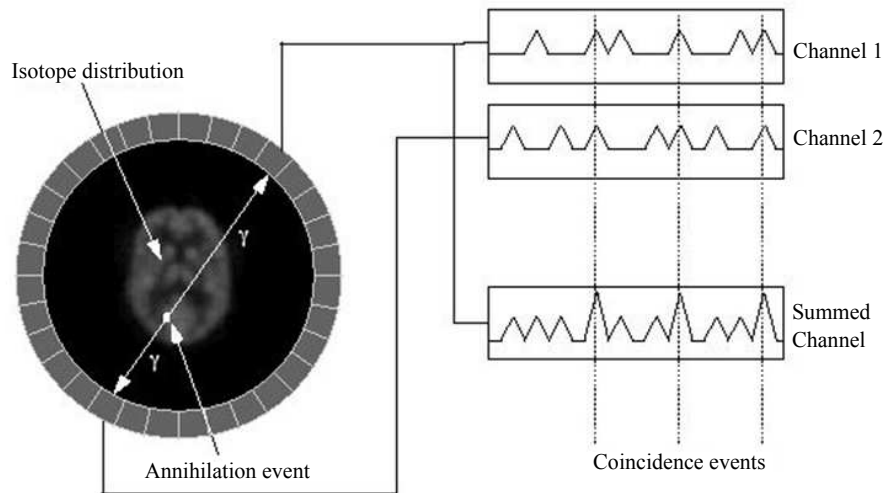 Isotope distribution
γ
γ
Annihilation event
Channel 1
Channel 2
Summed
Channel
Coincidence events